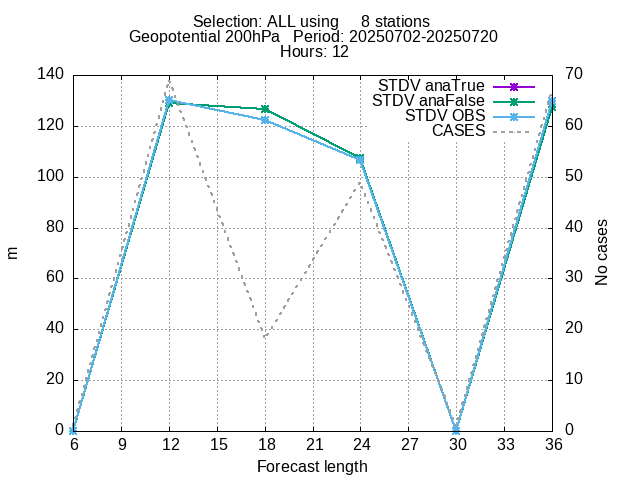 Selection: ALL using     8 stations
Geopotential 200hPa   Period: 20250702-20250720
Hours: 12
140
120
100
80
60
40
20
0
70
60
50
40
30
20
10
0
STDV anaTrue
STDV anaFalse
STDV OBS
CASES
m
No cases
6 9 12 15 18 21 24 27 30 33 36
Forecast length